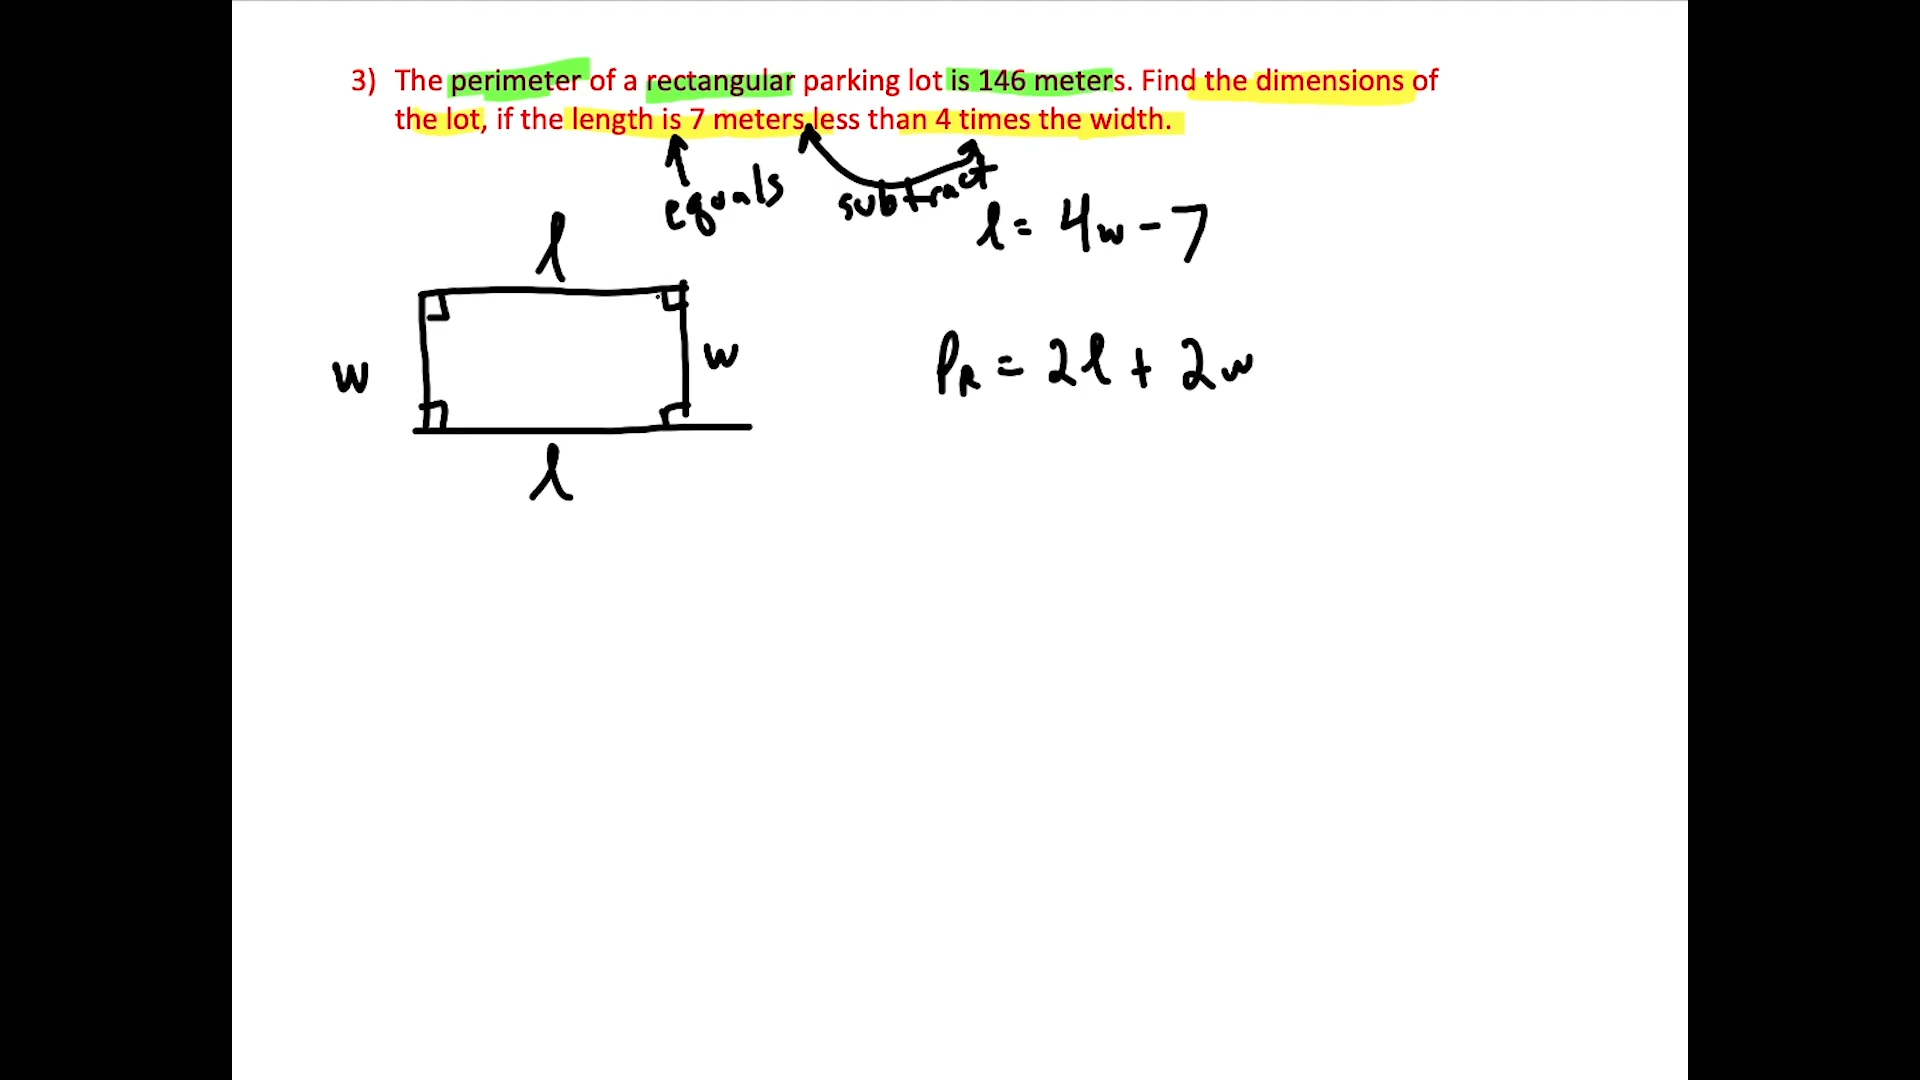 3) The perimeter of a rectangular parking lot is 146 meters. Find the dimensions of
the lot, if the length is 7 meters less than 4 times the width.
equals
subtract
l = 4w - 7
l
w
w
P_R = 2l + 2w
l